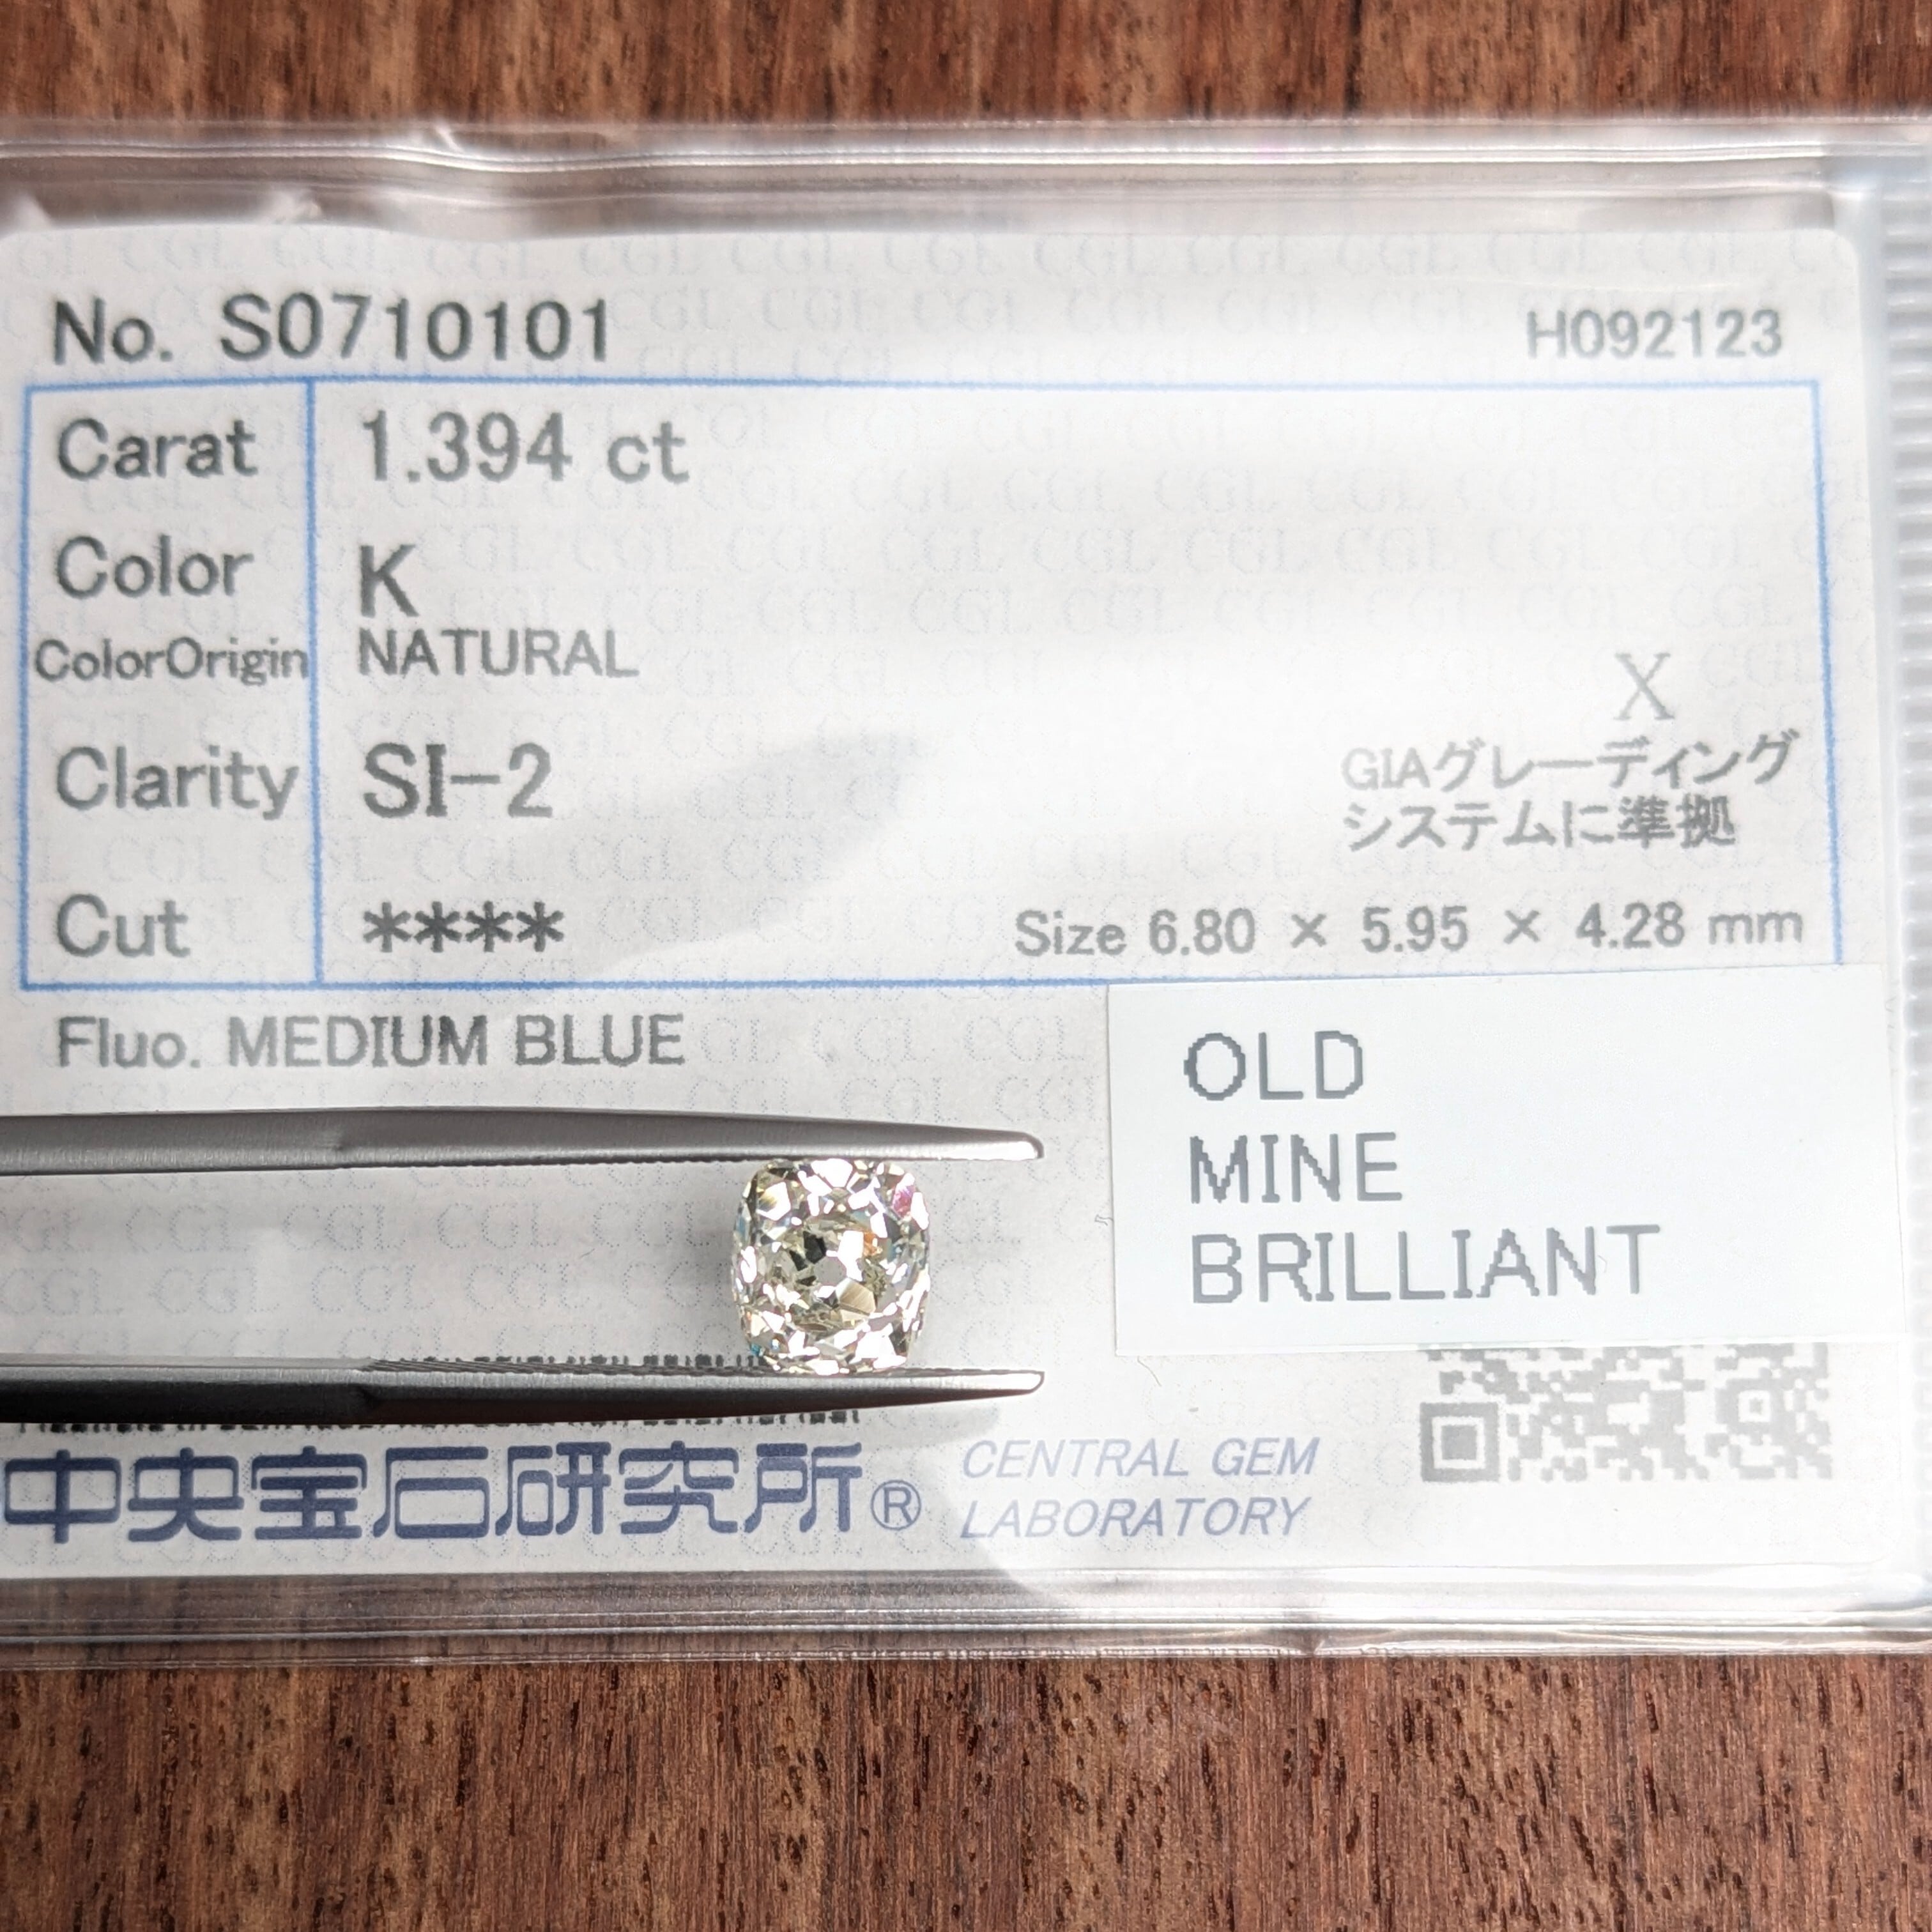 No. S0710101
H092123
Carat 1.394 ct
Color K
ColorOrigin NATURAL
X
GIAグレーディング
Clarity SI-2
システムに準拠
Cut ****
Size 6.80 × 5.95 × 4.28 mm
Fluo. MEDIUM BLUE
OLD
MINE
BRILLIANT
中央宝石研究所®
CENTRAL GEM
LABORATORY